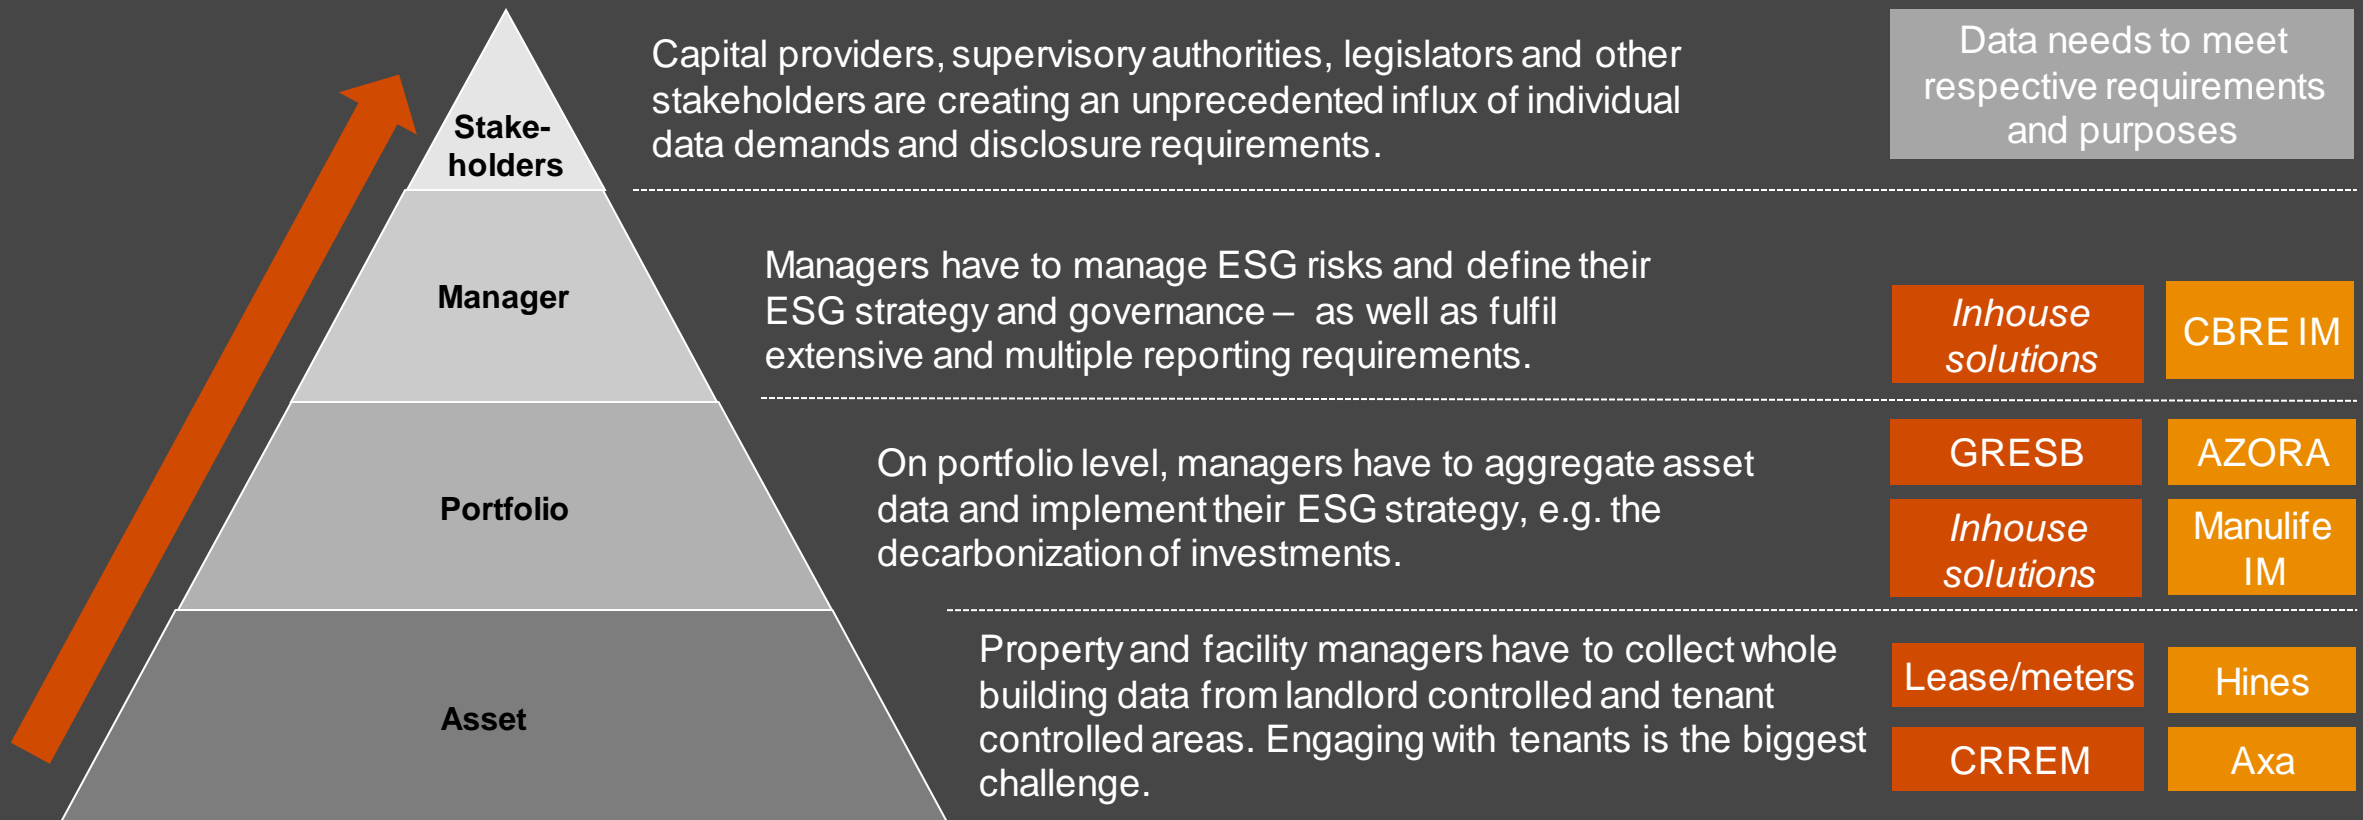 Stake-
holders
Capital providers, supervisory authorities, legislators and other
stakeholders are creating an unprecedented influx of individual
data demands and disclosure requirements.
Data needs to meet
respective requirements
and purposes
Manager
Managers have to manage ESG risks and define their
ESG strategy and governance – as well as fulfil
extensive and multiple reporting requirements.
Inhouse
solutions
CBRE IM
Portfolio
On portfolio level, managers have to aggregate asset
data and implement their ESG strategy, e.g. the
decarbonization of investments.
GRESB
AZORA
Inhouse
solutions
Manulife
IM
Asset
Property and facility managers have to collect whole
building data from landlord controlled and tenant
controlled areas. Engaging with tenants is the biggest
challenge.
Lease/meters
Hines
CRREM
Axa